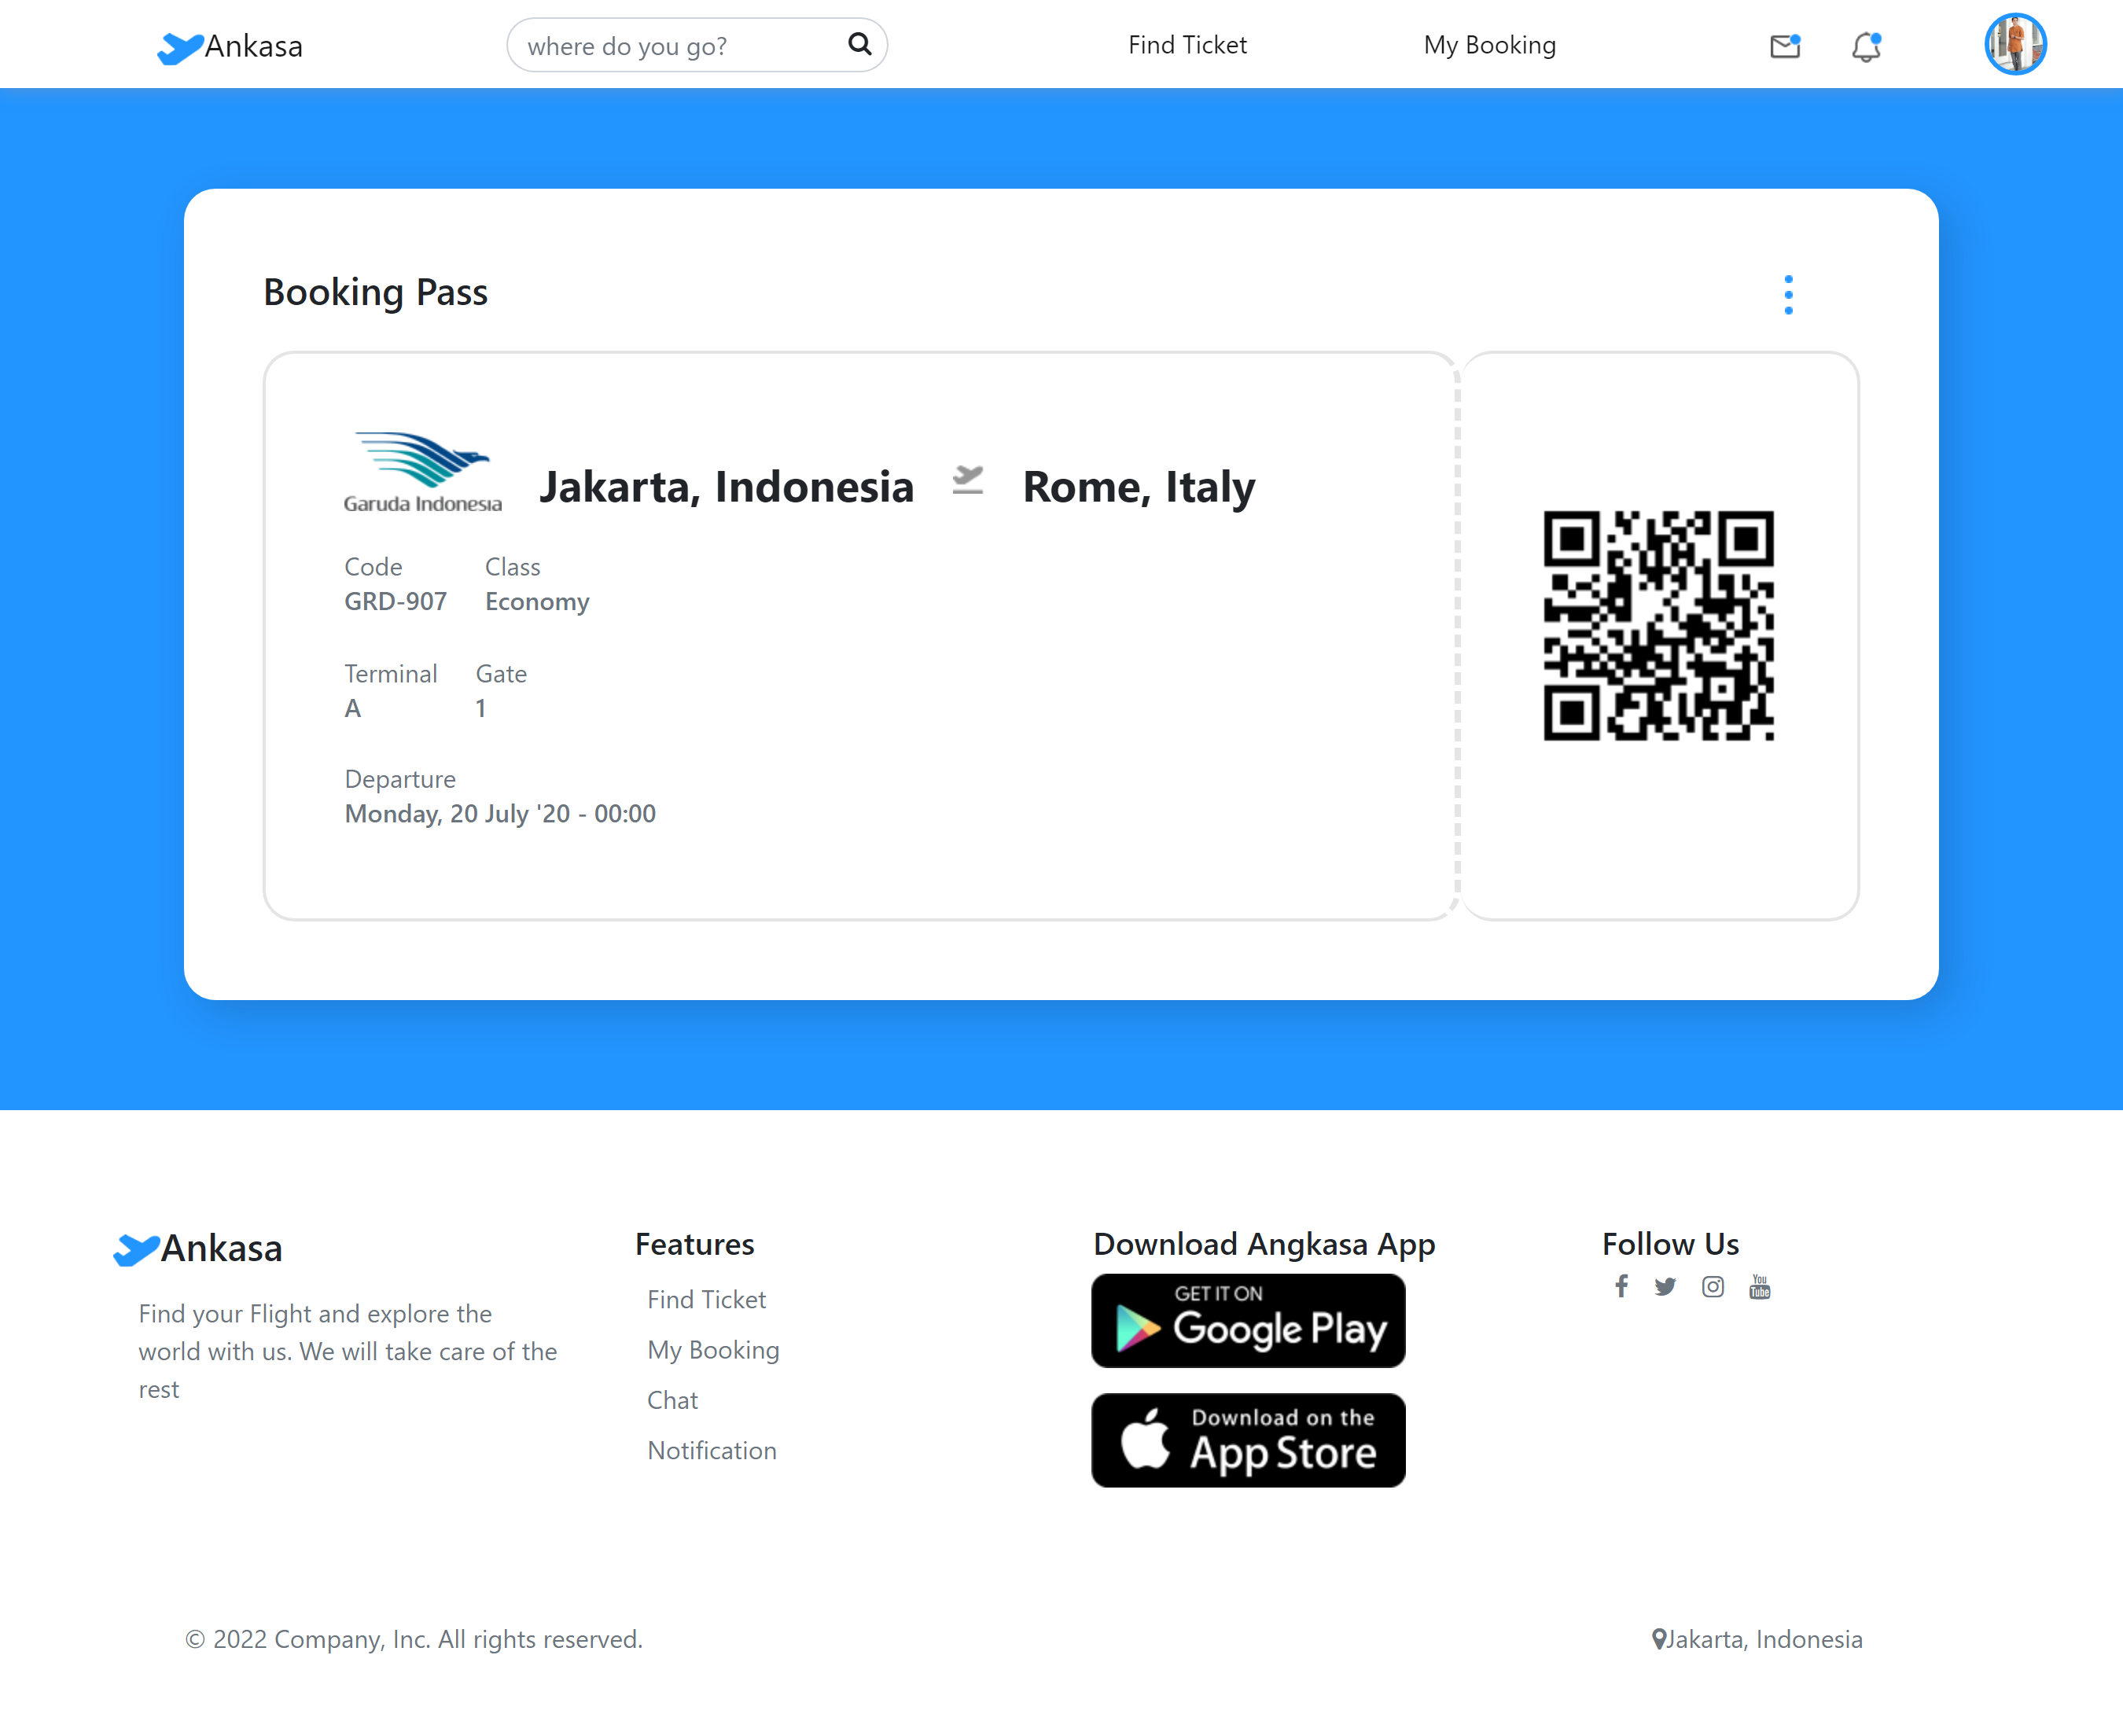 Ankasa
where do you go?
Find Ticket
My Booking
Booking Pass
Garuda Indonesia
Jakarta, Indonesia
Rome, Italy
Code Class
GRD-907 Economy
Terminal Gate
A 1
Departure
Monday, 20 July '20 - 00:00
Ankasa
Find your Flight and explore the
world with us. We will take care of the
rest
Features
Find Ticket
My Booking
Chat
Notification
Download Angkasa App
GET IT ON
Google Play
Download on the
App Store
Follow Us
You
Tube
© 2022 Company, Inc. All rights reserved.
Jakarta, Indonesia